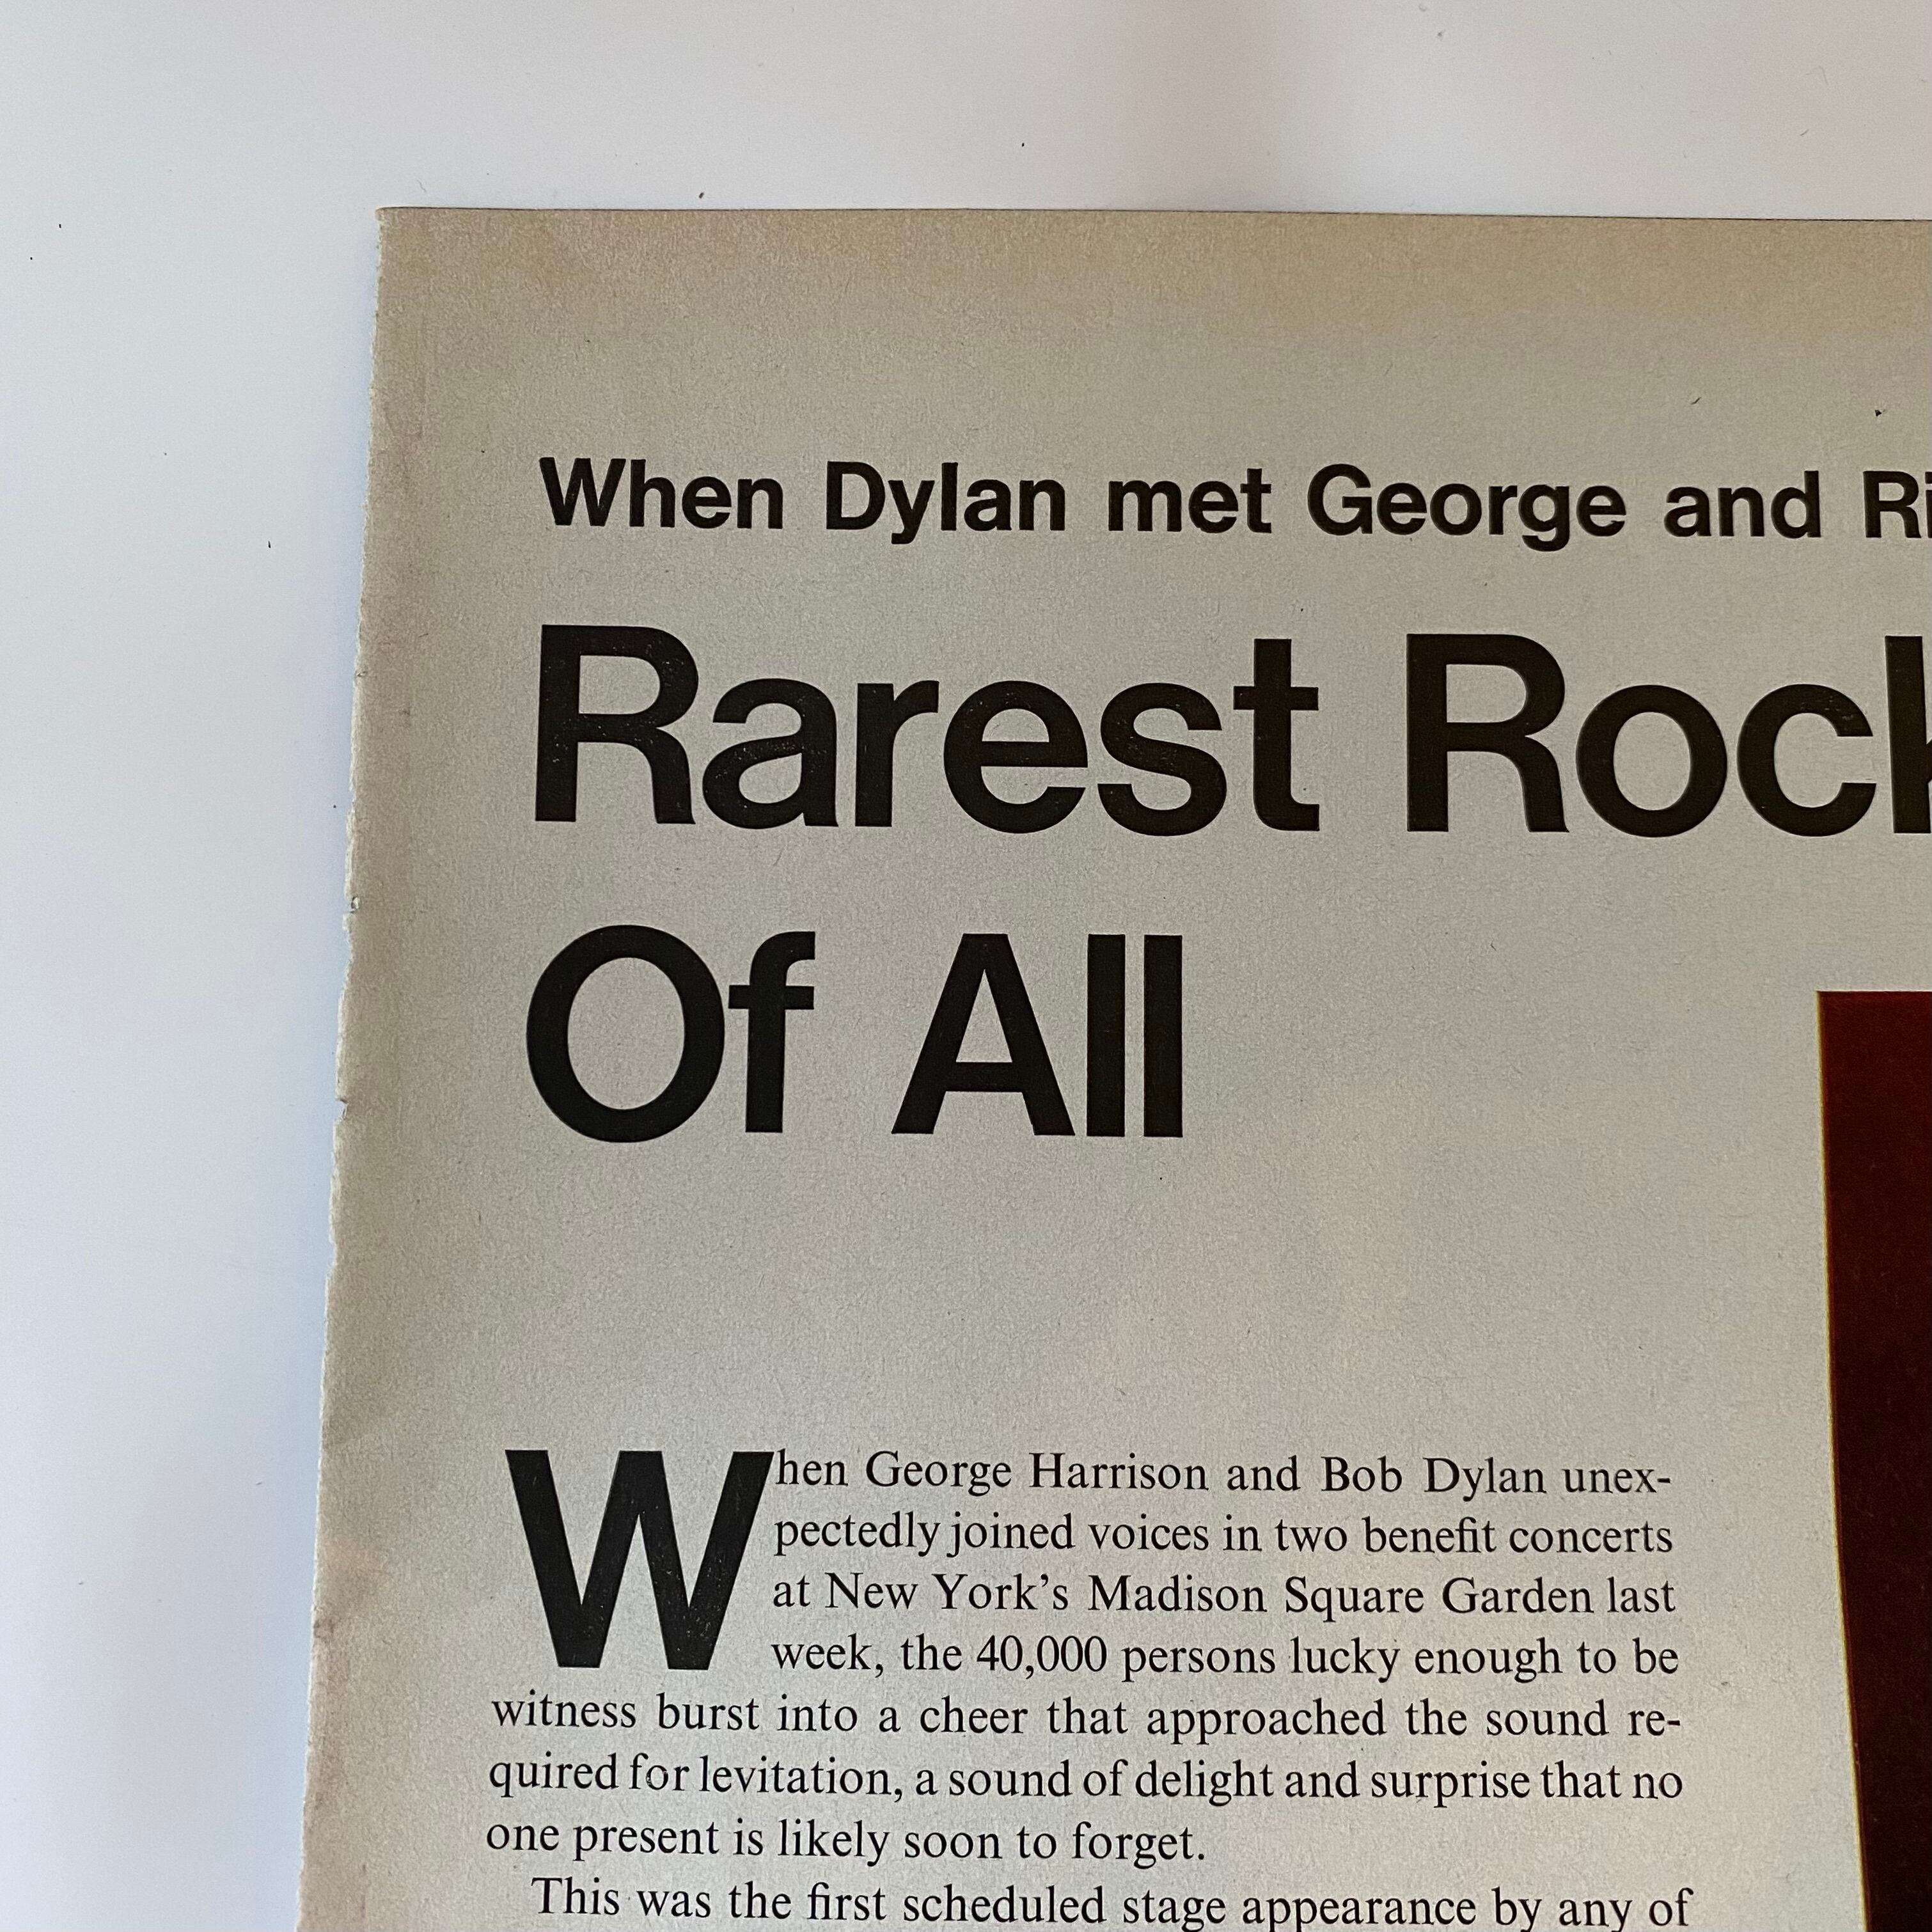 When Dylan met George and Ri
Rarest Rock
Of All
When George Harrison and Bob Dylan unex-
pectedly joined voices in two benefit concerts
at New York’s Madison Square Garden last
week, the 40,000 persons lucky enough to be
witness burst into a cheer that approached the sound re-
quired for levitation, a sound of delight and surprise that no
one present is likely soon to forget.
This was the first scheduled stage appearance by any of